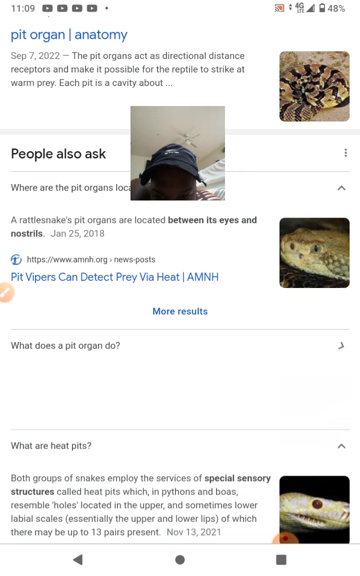 11:09
4G
48%
pit organ | anatomy
Sep 7, 2022 — The pit organs act as directional distance
receptors and make it possible for the reptile to strike at
warm prey. Each pit is a cavity about ...
People also ask
Where are the pit organs loca
A rattlesnake's pit organs are located between its eyes and
nostrils. Jan 25, 2018
https://www.amnh.org › news-posts
Pit Vipers Can Detect Prey Via Heat | AMNH
More results
What does a pit organ do?
What are heat pits?
Both groups of snakes employ the services of special sensory
structures called heat pits which, in pythons and boas,
resemble 'holes' located in the upper, and sometimes lower
labial scales (essentially the upper and lower lips) of which
there may be up to 13 pairs present. Nov 13, 2021